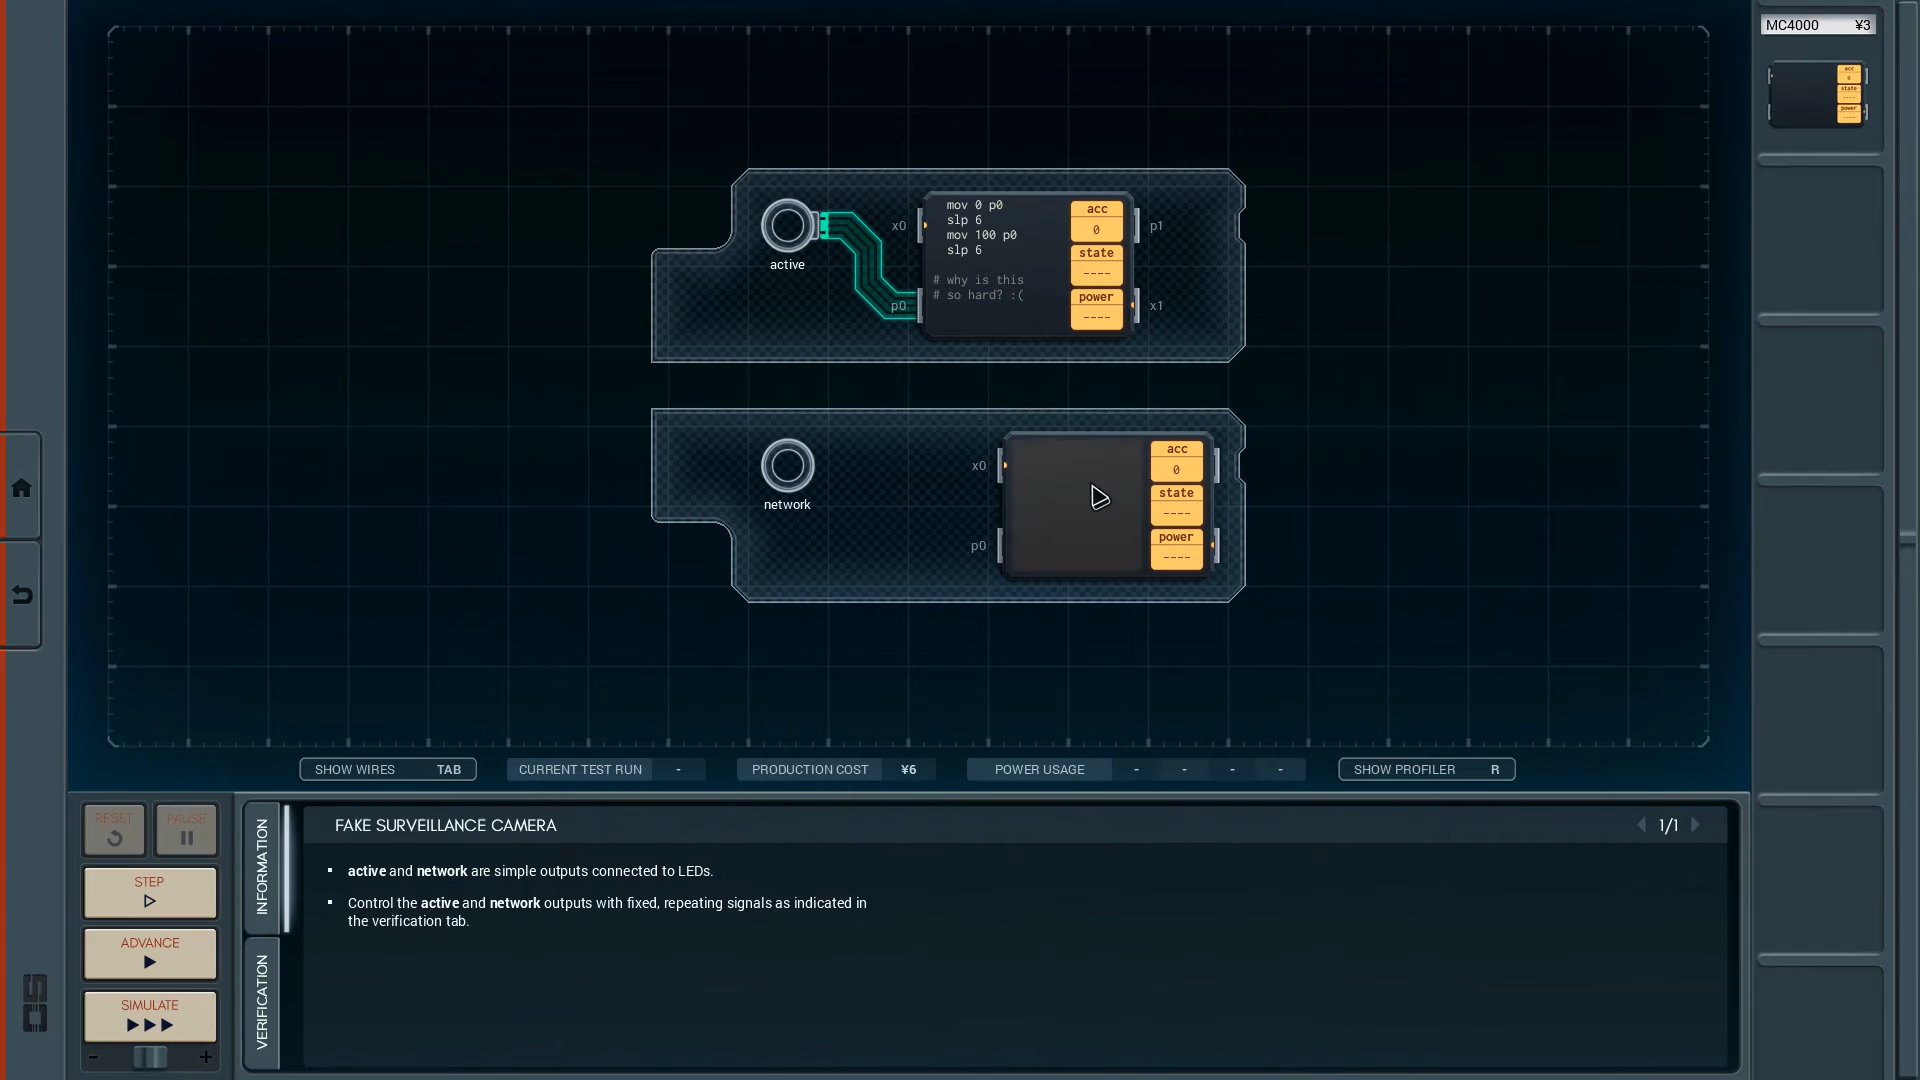 MC4000 ¥3
acc
0
state
----
power
----
active
x0
p0
mov 0 p0
slp 6
mov 100 p0
slp 6
# why is this
# so hard? :(
acc
0
state
----
power
----
p1
x1
network
x0
p0
acc
0
state
----
power
----
SHOW WIRES TAB
CURRENT TEST RUN -
PRODUCTION COST ¥6
POWER USAGE - - - -
SHOW PROFILER R
RESET
PAUSE
STEP
ADVANCE
SIMULATE
- +
INFORMATION
VERIFICATION
FAKE SURVEILLANCE CAMERA
1/1
▪ active and network are simple outputs connected to LEDs.
▪ Control the active and network outputs with fixed, repeating signals as indicated in
the verification tab.